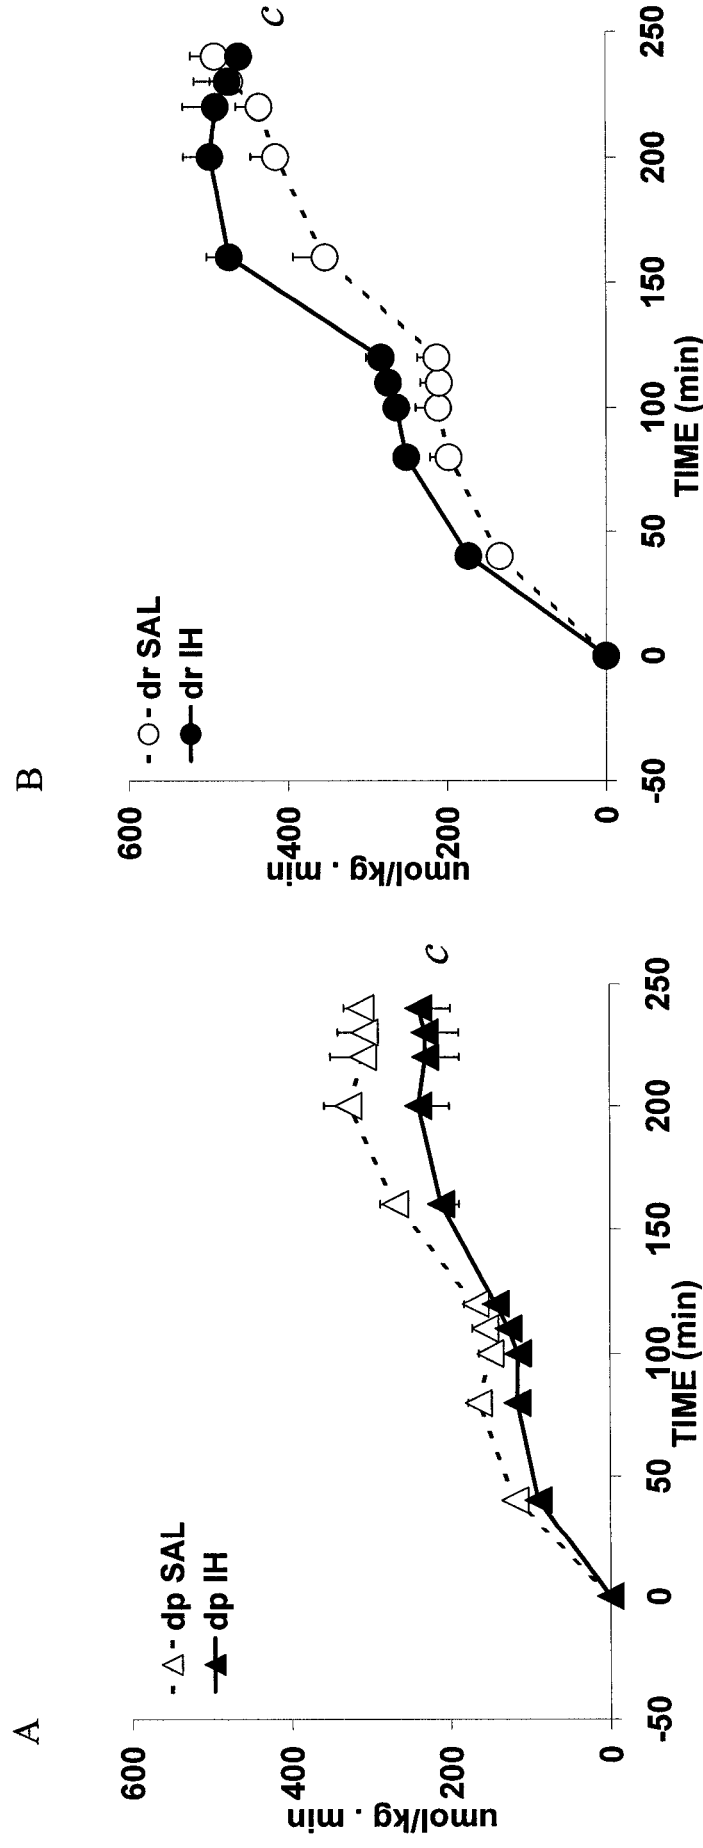 A
dp SAL
dp IH
600
400
200
0
umol/kg . min
-50
0
50
100
150
200
250
TIME (min)
c
B
dr SAL
dr IH
600
400
200
0
umol/kg . min
-50
0
50
100
150
200
250
TIME (min)
c